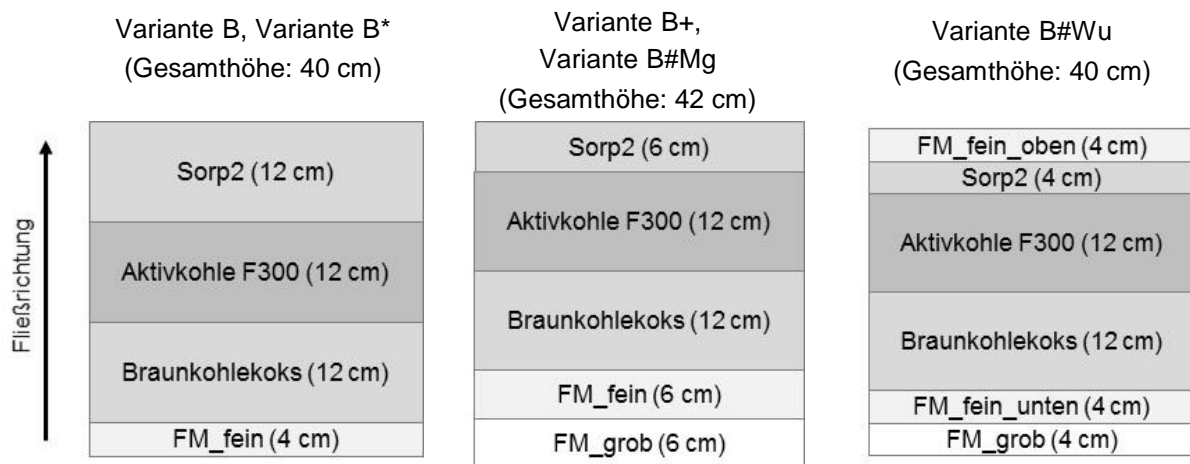 Variante B, Variante B*
(Gesamthöhe: 40 cm)
Sorp2 (12 cm)
Aktivkohle F300 (12 cm)
Braunkohlekoks (12 cm)
FM_fein (4 cm)
Fließrichtung
Variante B+,
Variante B#Mg
(Gesamthöhe: 42 cm)
Sorp2 (6 cm)
Aktivkohle F300 (12 cm)
Braunkohlekoks (12 cm)
FM_fein (6 cm)
FM_grob (6 cm)
Variante B#Wu
(Gesamthöhe: 40 cm)
FM_fein_oben (4 cm)
Sorp2 (4 cm)
Aktivkohle F300 (12 cm)
Braunkohlekoks (12 cm)
FM_fein_unten (4 cm)
FM_grob (4 cm)